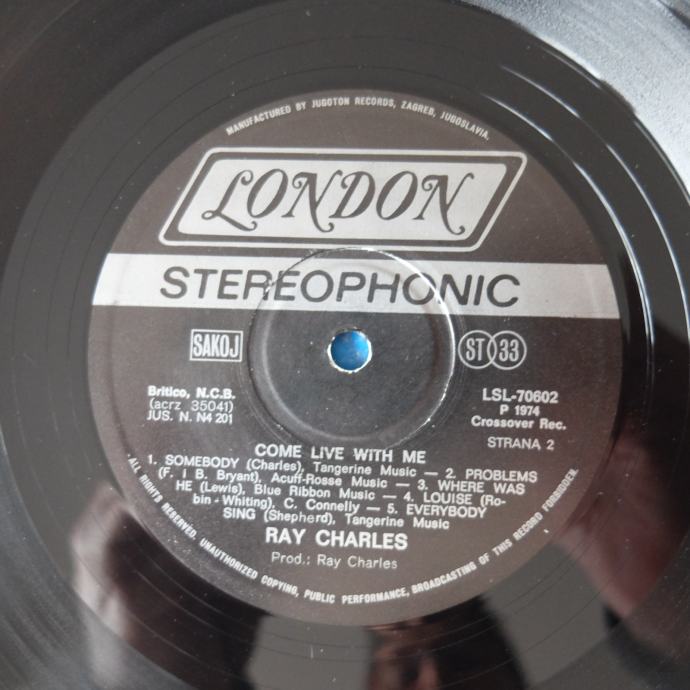 MANUFACTURED BY JUGOTON RECORDS, ZAGREB, JUGOSLAVIA.
LONDON
STEREOPHONIC
SAKOJ
ST 33
Britico, N.C.B.
(acrz 35041)
JUS. N. N4 201
LSL-70602
P 1974
Crossover Rec.
STRANA 2
COME LIVE WITH ME
1. SOMEBODY (Charles), Tangerine Music — 2. PROBLEMS
(F. i B. Bryant), Acuff-Rosse Music — 3. WHERE WAS
HE (Lewis), Blue Ribbon Music — 4. LOUISE (Ro-
bin - Whiting), C. Connelly — 5. EVERYBODY
SING (Shepherd), Tangerine Music
RAY CHARLES
Prod.: Ray Charles
ALL RIGHTS RESERVED. UNAUTHORIZED COPYING, PUBLIC PERFORMANCE, BROADCASTING OF THIS RECORD FORBIDDEN.